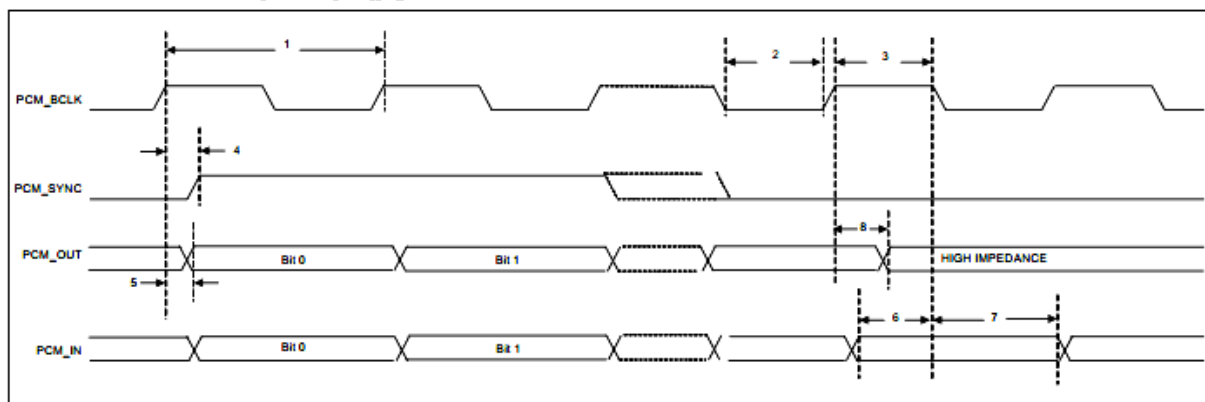 1
2
3
PCM_BCLK
4
PCM_SYNC
8
PCM_OUT
Bit 0
Bit 1
HIGH IMPEDANCE
5
6
7
PCM_IN
Bit 0
Bit 1